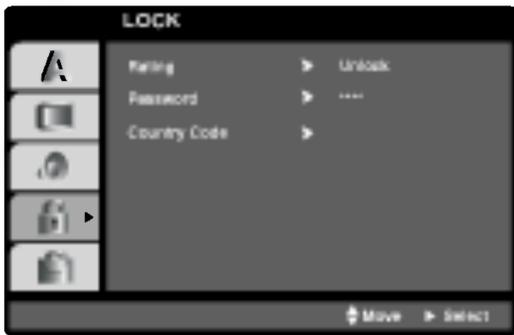 LOCK
A
Rating Unlock
Password ....
Country Code
Move Select